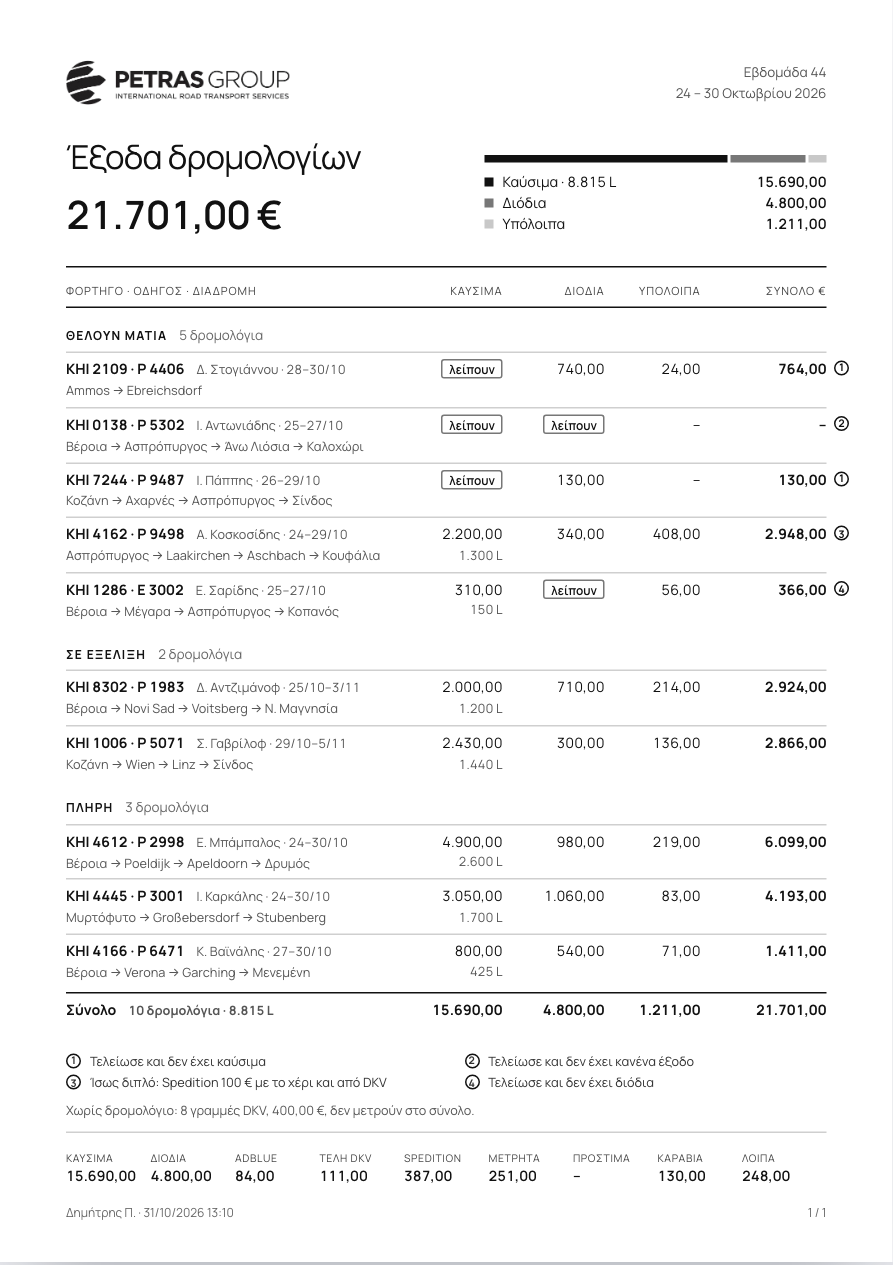 PETRAS GROUP
INTERNATIONAL ROAD TRANSPORT SERVICES
Εβδομάδα 44
24 – 30 Οκτωβρίου 2026
Έξοδα δρομολογίων
21.701,00 €
Καύσιμα · 8.815 L 15.690,00
Διόδια 4.800,00
Υπόλοιπα 1.211,00
ΦΟΡΤΗΓΟ · ΟΔΗΓΟΣ · ΔΙΑΔΡΟΜΗ ΚΑΥΣΙΜΑ ΔΙΟΔΙΑ ΥΠΟΛΟΙΠΑ ΣΥΝΟΛΟ €
ΘΕΛΟΥΝ ΜΑΤΙΑ 5 δρομολόγια
KHI 2109 · P 4406 Δ. Στογιάννου · 28–30/10 λείπουν 740,00 24,00 764,00 ①
Ammos → Ebreichsdorf
KHI 0138 · P 5302 Ι. Αντωνιάδης · 25–27/10 λείπουν λείπουν – – ②
Βέροια → Ασπρόπυργος → Άνω Λιόσια → Καλοχώρι
KHI 7244 · P 9487 Ι. Πάππης · 26–29/10 λείπουν 130,00 – 130,00 ①
Κοζάνη → Αχαρνές → Ασπρόπυργος → Σίνδος
KHI 4162 · P 9498 Α. Κοσκοσίδης · 24–29/10 2.200,00 340,00 408,00 2.948,00 ③
Ασπρόπυργος → Laakirchen → Aschbach → Κουφάλια 1.300 L
KHI 1286 · E 3002 Ε. Σαρίδης · 25–27/10 310,00 λείπουν 56,00 366,00 ④
Βέροια → Μέγαρα → Ασπρόπυργος → Κοπανός 150 L
ΣΕ ΕΞΕΛΙΞΗ 2 δρομολόγια
KHI 8302 · P 1983 Δ. Αντζιμάνοφ · 25/10–3/11 2.000,00 710,00 214,00 2.924,00
Βέροια → Novi Sad → Voitsberg → Ν. Μαγνησία 1.200 L
KHI 1006 · P 5071 Σ. Γαβρίλοφ · 29/10–5/11 2.430,00 300,00 136,00 2.866,00
Κοζάνη → Wien → Linz → Σίνδος 1.440 L
ΠΛΗΡΗ 3 δρομολόγια
KHI 4612 · P 2998 Ε. Μπάμπαλος · 24–30/10 4.900,00 980,00 219,00 6.099,00
Βέροια → Poeldijk → Apeldoorn → Δρυμός 2.600 L
KHI 4445 · P 3001 Ι. Καρκάλης · 24–30/10 3.050,00 1.060,00 83,00 4.193,00
Μυρτόφυτο → Großebersdorf → Stubenberg 1.700 L
KHI 4166 · P 6471 Κ. Βαϊνάλης · 27–30/10 800,00 540,00 71,00 1.411,00
Βέροια → Verona → Garching → Μενεμένη 425 L
Σύνολο 10 δρομολόγια · 8.815 L 15.690,00 4.800,00 1.211,00 21.701,00
① Τελείωσε και δεν έχει καύσιμα ② Τελείωσε και δεν έχει κανένα έξοδο
③ Ίσως διπλό: Spedition 100 € με το χέρι και από DKV ④ Τελείωσε και δεν έχει διόδια
Χωρίς δρομολόγιο: 8 γραμμές DKV, 400,00 €, δεν μετρούν στο σύνολο.
ΚΑΥΣΙΜΑ ΔΙΟΔΙΑ ADBLUE ΤΕΛΗ DKV SPEDITION ΜΕΤΡΗΤΑ ΠΡΟΣΤΙΜΑ ΚΑΡΑΒΙΑ ΛΟΙΠΑ
15.690,00 4.800,00 84,00 111,00 387,00 251,00 – 130,00 248,00
Δημήτρης Π. · 31/10/2026 13:10 1 / 1